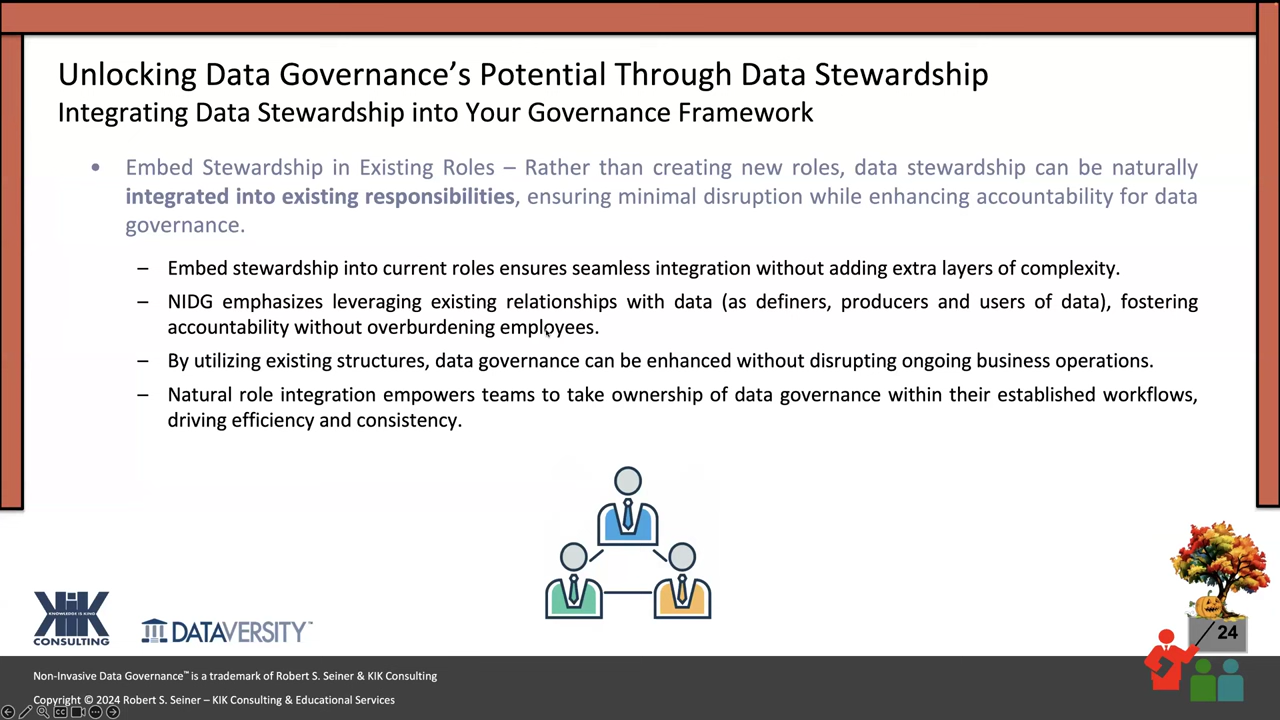 Unlocking Data Governance's Potential Through Data Stewardship
Integrating Data Stewardship into Your Governance Framework
• Embed Stewardship in Existing Roles – Rather than creating new roles, data stewardship can be naturally
integrated into existing responsibilities, ensuring minimal disruption while enhancing accountability for data
governance.
– Embed stewardship into current roles ensures seamless integration without adding extra layers of complexity.
– NIDG emphasizes leveraging existing relationships with data (as definers, producers and users of data), fostering
accountability without overburdening employees.
– By utilizing existing structures, data governance can be enhanced without disrupting ongoing business operations.
– Natural role integration empowers teams to take ownership of data governance within their established workflows,
driving efficiency and consistency.
KIK
KNOWLEDGE IS KING
CONSULTING
DATAVERSITY™
24
Non-Invasive Data Governance™ is a trademark of Robert S. Seiner & KIK Consulting
Copyright © 2024 Robert S. Seiner – KIK Consulting & Educational Services